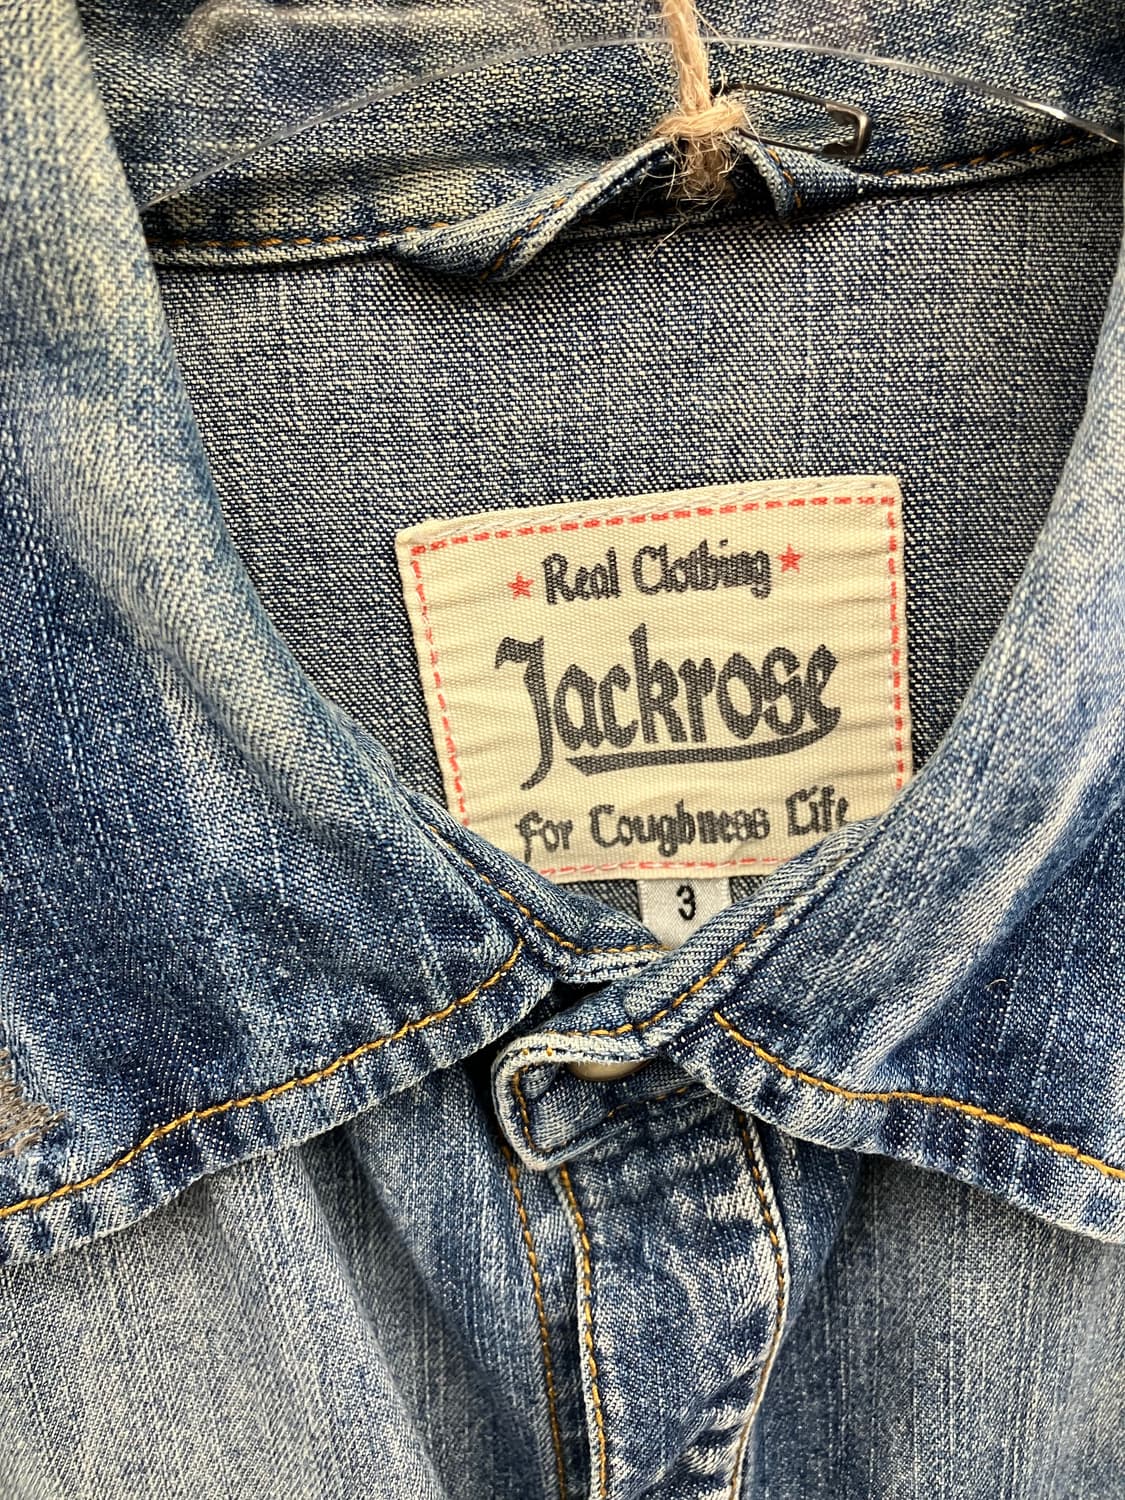 Real Clothing
Jackrose
For Coughness Life
3